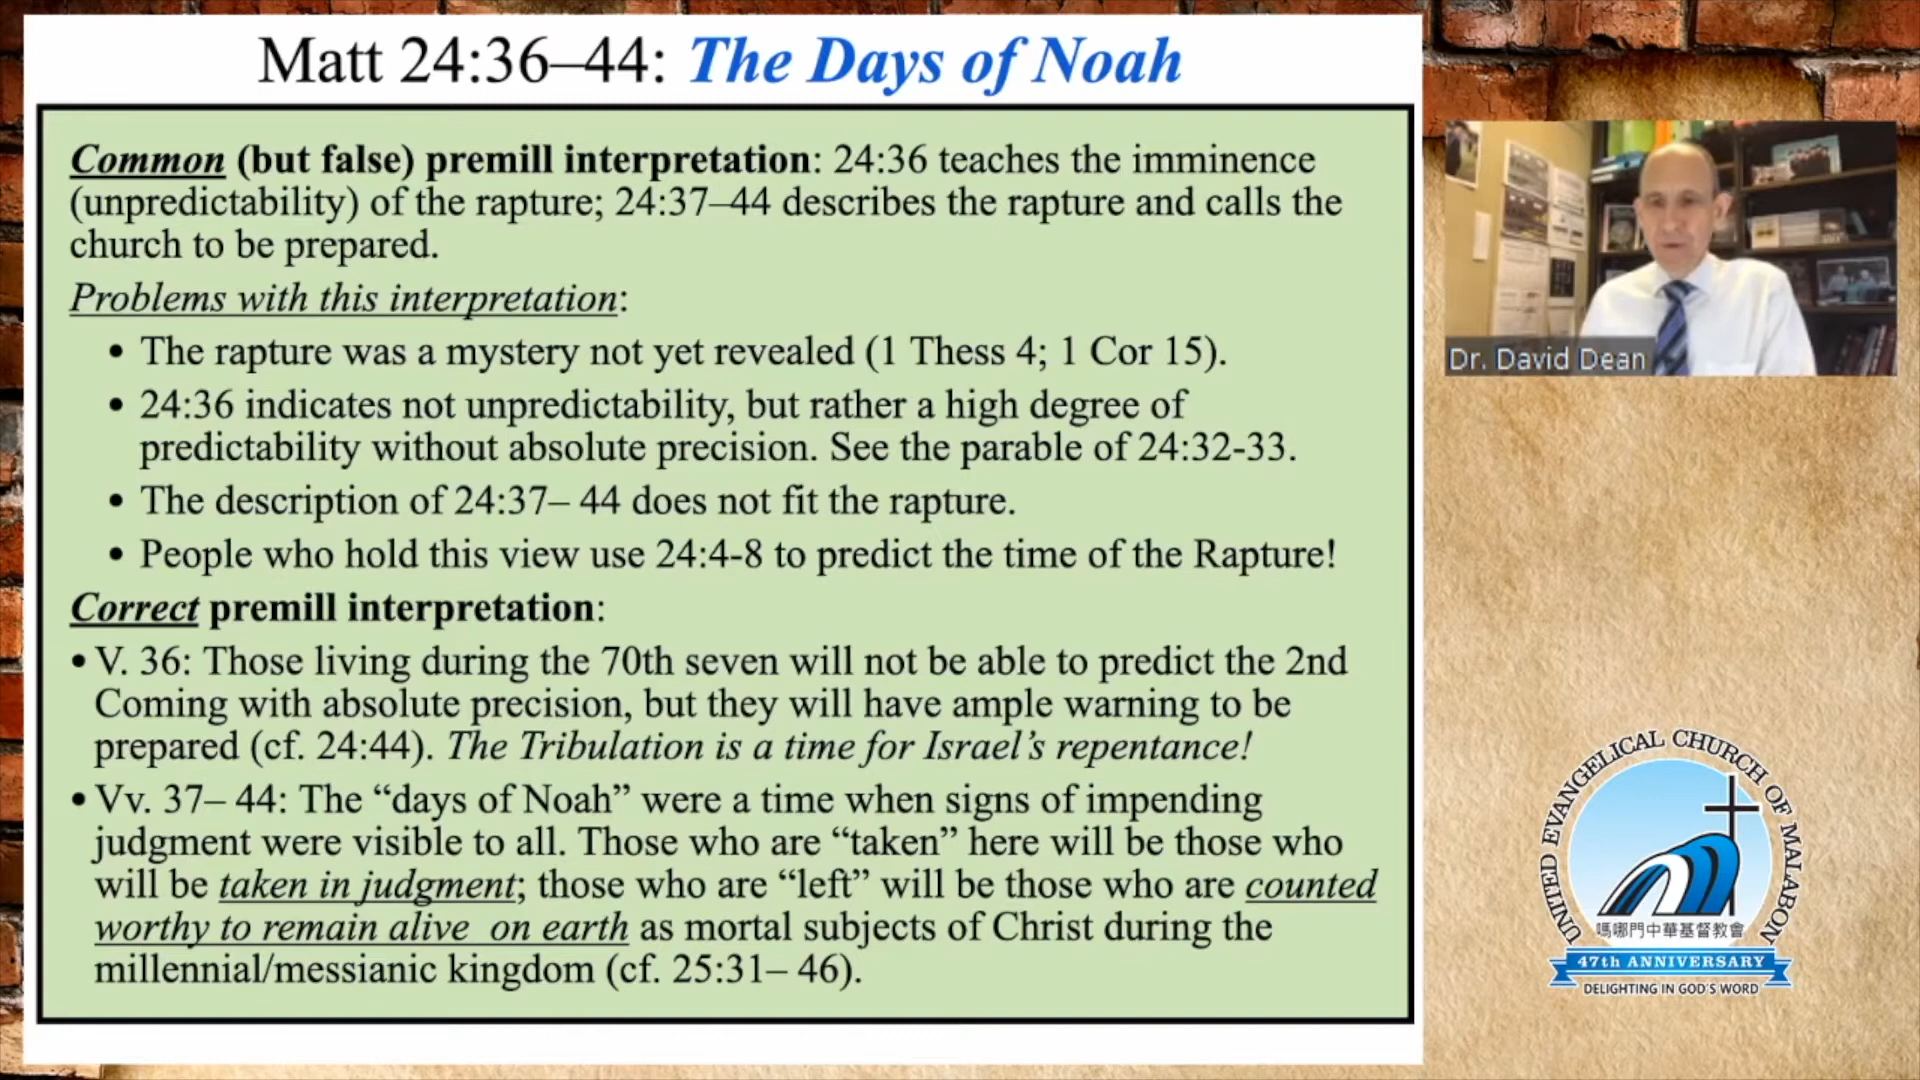 Matt 24:36–44: The Days of Noah
Common (but false) premill interpretation: 24:36 teaches the imminence
(unpredictability) of the rapture; 24:37–44 describes the rapture and calls the
church to be prepared.
Problems with this interpretation:
• The rapture was a mystery not yet revealed (1 Thess 4; 1 Cor 15).
• 24:36 indicates not unpredictability, but rather a high degree of
predictability without absolute precision. See the parable of 24:32-33.
• The description of 24:37– 44 does not fit the rapture.
• People who hold this view use 24:4-8 to predict the time of the Rapture!
Correct premill interpretation:
• V. 36: Those living during the 70th seven will not be able to predict the 2nd
Coming with absolute precision, but they will have ample warning to be
prepared (cf. 24:44). The Tribulation is a time for Israel's repentance!
• Vv. 37– 44: The “days of Noah” were a time when signs of impending
judgment were visible to all. Those who are “taken” here will be those who
will be taken in judgment; those who are “left” will be those who are counted
worthy to remain alive on earth as mortal subjects of Christ during the
millennial/messianic kingdom (cf. 25:31– 46).
Dr. David Dean
UNITED EVANGELICAL CHURCH OF MALABON
嗎哪門中華基督教會
47th ANNIVERSARY
DELIGHTING IN GOD'S WORD